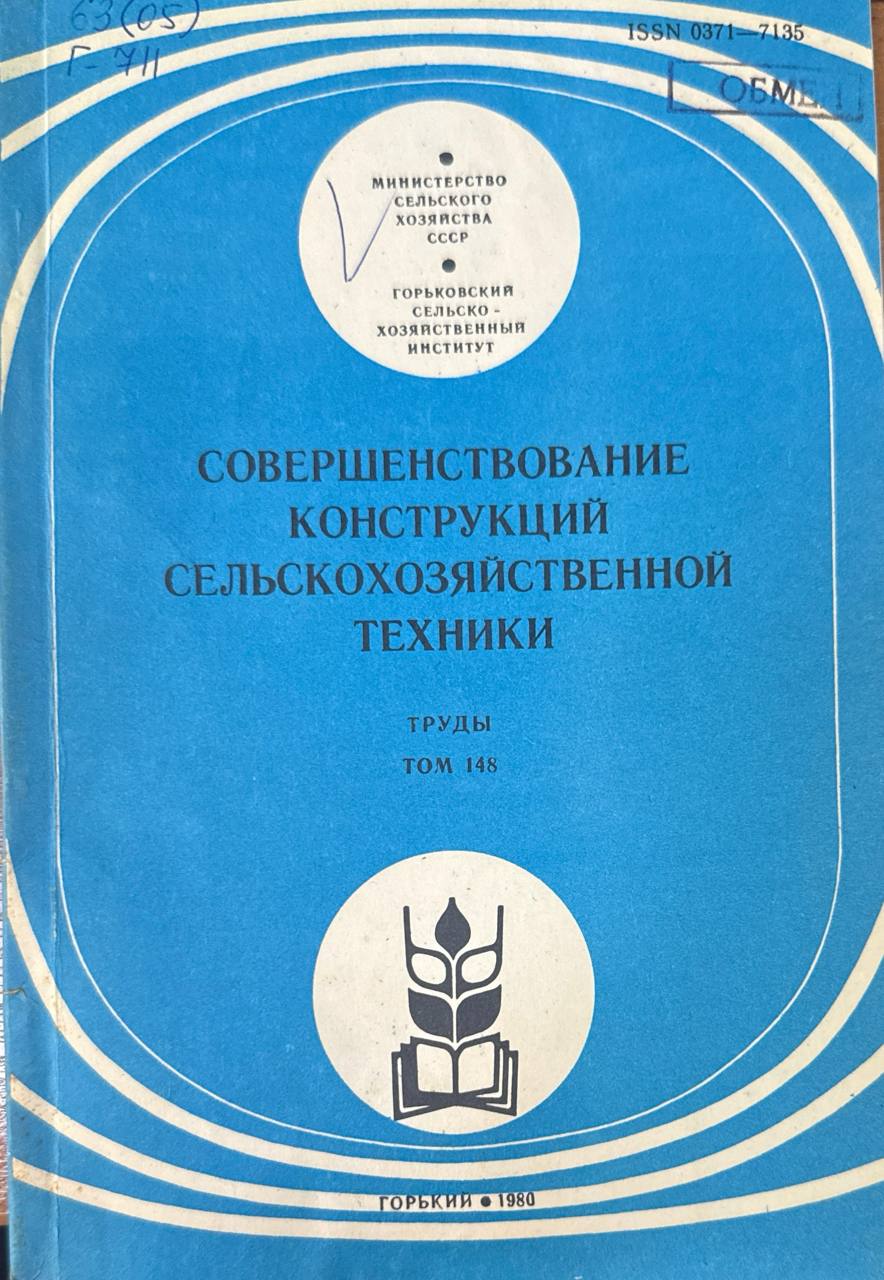 63(05)
Г-711
ISSN 0371—7135
ОБМЕН
МИНИСТЕРСТВО
СЕЛЬСКОГО
ХОЗЯЙСТВА
СССР
ГОРЬКОВСКИЙ
СЕЛЬСКО-
ХОЗЯЙСТВЕННЫЙ
ИНСТИТУТ
СОВЕРШЕНСТВОВАНИЕ
КОНСТРУКЦИЙ
СЕЛЬСКОХОЗЯЙСТВЕННОЙ
ТЕХНИКИ
ТРУДЫ
ТОМ 148
ГОРЬКИЙ ● 1980